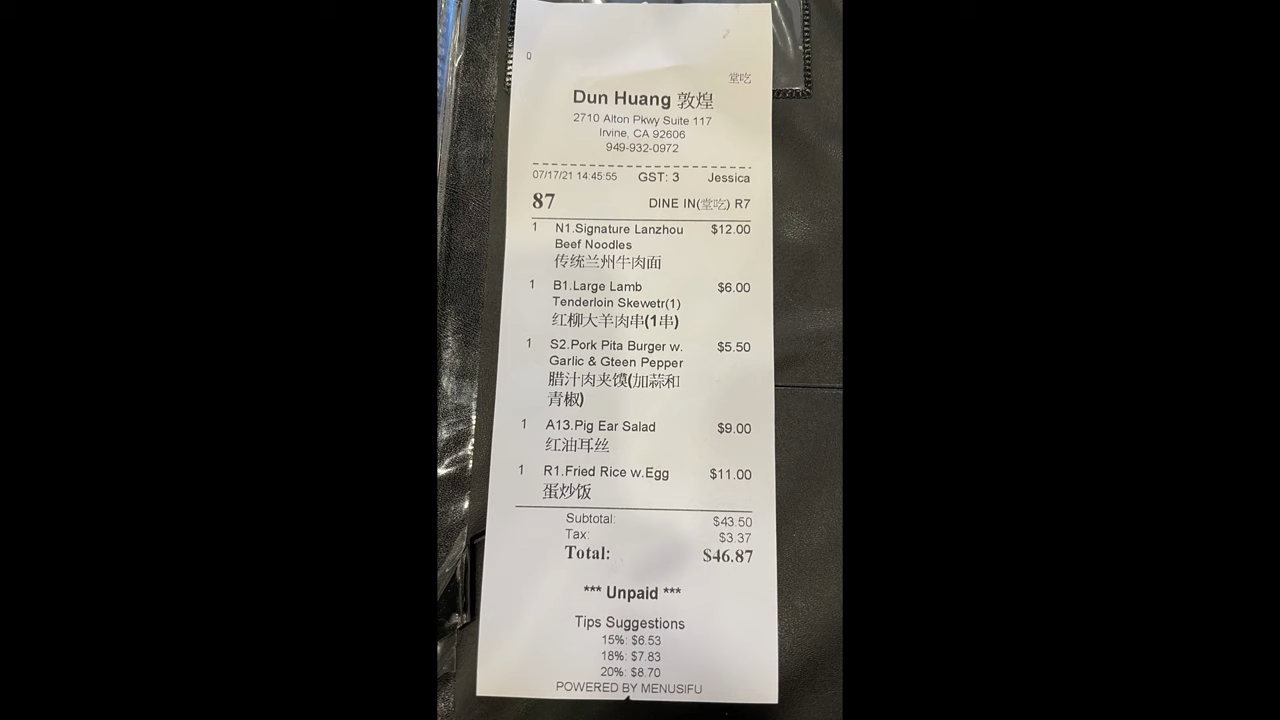 堂吃
Dun Huang 敦煌
2710 Alton Pkwy Suite 117
Irvine, CA 92606
949-932-0972
07/17/21 14:45:55 GST: 3 Jessica
87 DINE IN(堂吃) R7
1 N1.Signature Lanzhou $12.00
Beef Noodles
传统兰州牛肉面
1 B1.Large Lamb $6.00
Tenderloin Skewetr(1)
红柳大羊肉串(1串)
1 S2.Pork Pita Burger w. $5.50
Garlic & Gteen Pepper
腊汁肉夹馍(加蒜和
青椒)
1 A13.Pig Ear Salad $9.00
红油耳丝
1 R1.Fried Rice w.Egg $11.00
蛋炒饭
Subtotal: $43.50
Tax: $3.37
Total: $46.87
*** Unpaid ***
Tips Suggestions
15%: $6.53
18%: $7.83
20%: $8.70
POWERED BY MENUSIFU